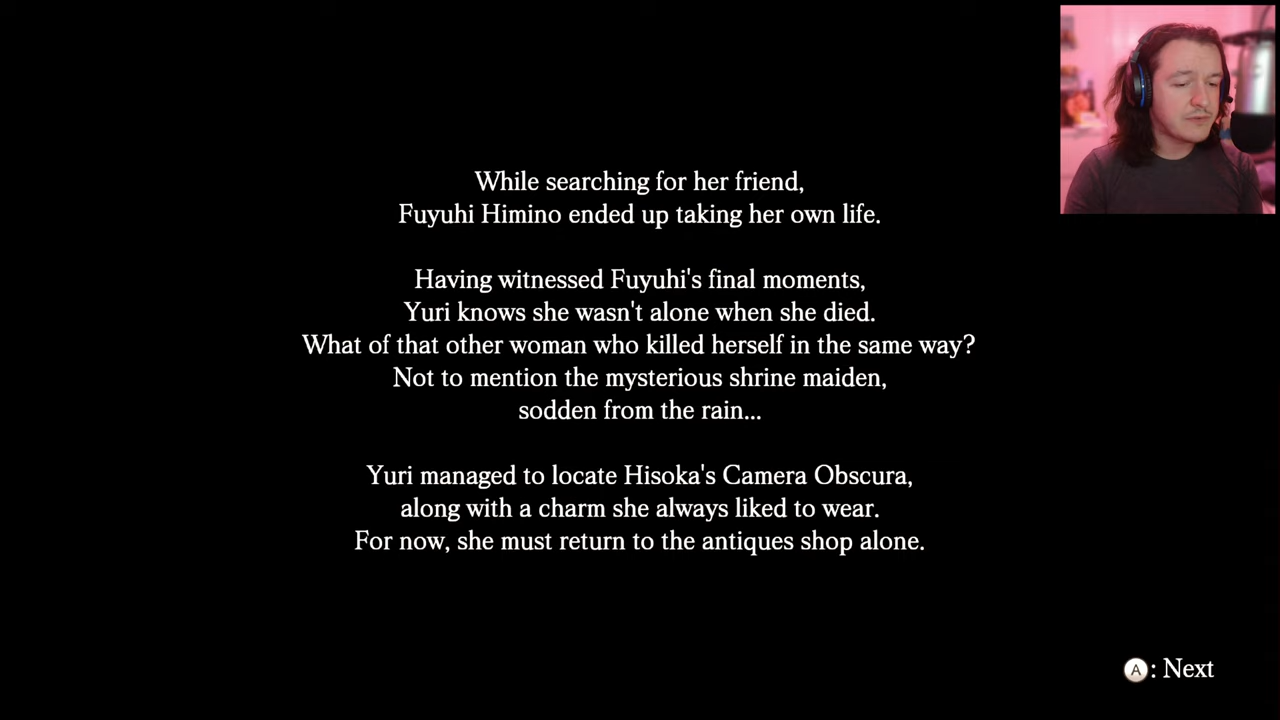 While searching for her friend,
Fuyuhi Himino ended up taking her own life.
Having witnessed Fuyuhi's final moments,
Yuri knows she wasn't alone when she died.
What of that other woman who killed herself in the same way?
Not to mention the mysterious shrine maiden,
sodden from the rain...
Yuri managed to locate Hisoka's Camera Obscura,
along with a charm she always liked to wear.
For now, she must return to the antiques shop alone.
A: Next